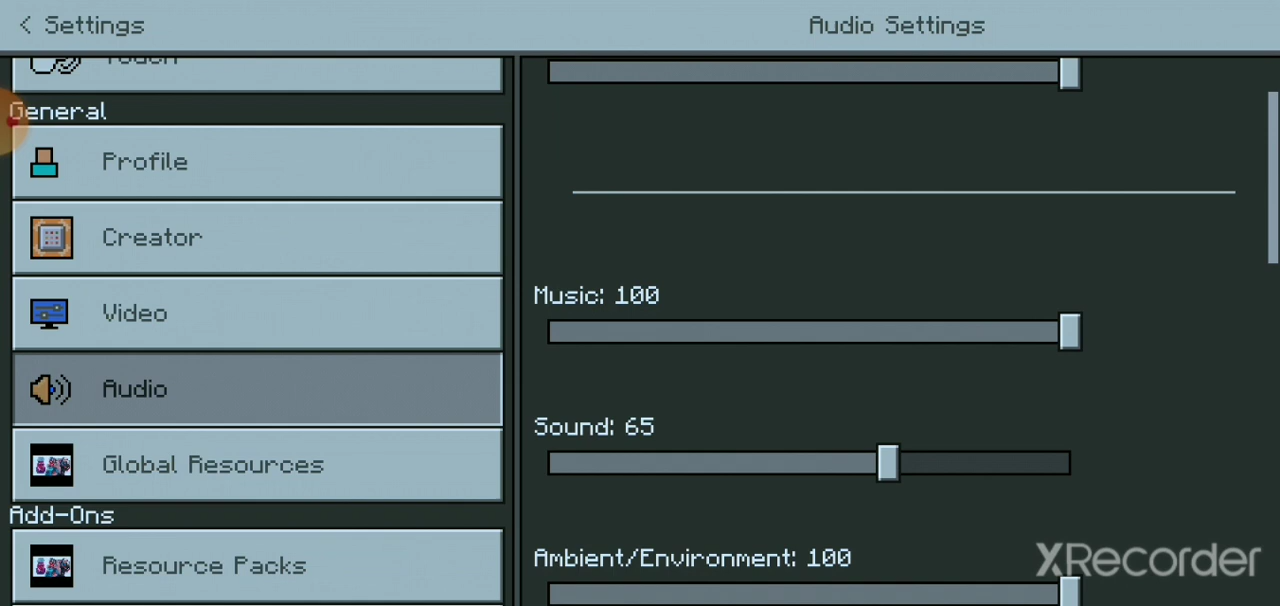 < Settings
Audio Settings
Touch
General
Profile
Creator
Video
Audio
Global Resources
Add-Ons
Resource Packs
Music: 100
Sound: 65
Ambient/Environment: 100
XRecorder